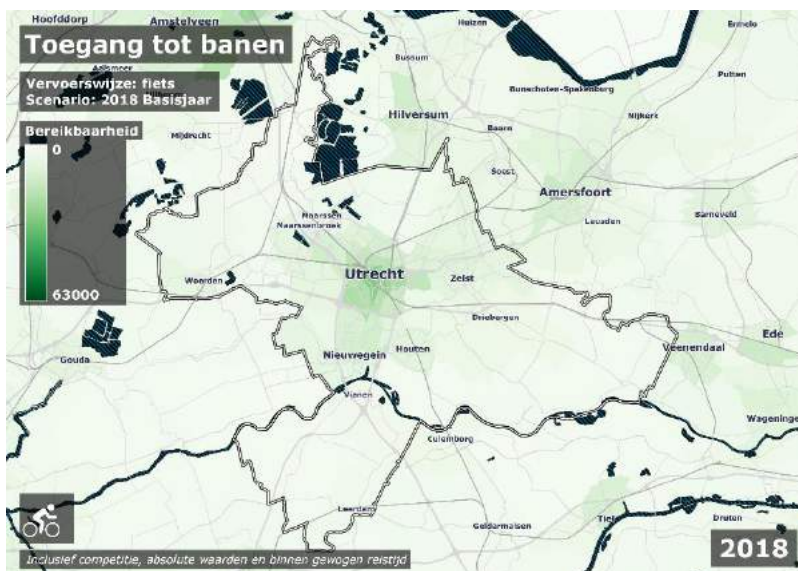 Hoofddorp
Amstelveen
Huizen
Ermelo
Toegang tot banen
Bussum
Aalsmeer
Putten
Vervoerswijze: fiets
Scenario: 2018 Basisjaar
Bunschoten-Spakenburg
Nijkerk
Hilversum
Bereikbaarheid
Mijdrecht
Baarn
0
Soest
Amersfoort
Barneveld
Leusden
Maarssen
Maarssenbroek
Utrecht
Zeist
Woerden
63000
Driebergen
Ede
Veenendaal
Gouda
Nieuwegein
Houten
Vianen
Wageninge
Culemborg
Leerdam
Tiel
Druten
Geldermalsen
2018
Inclusief competitie, absolute waarden en binnen gewogen reistijd